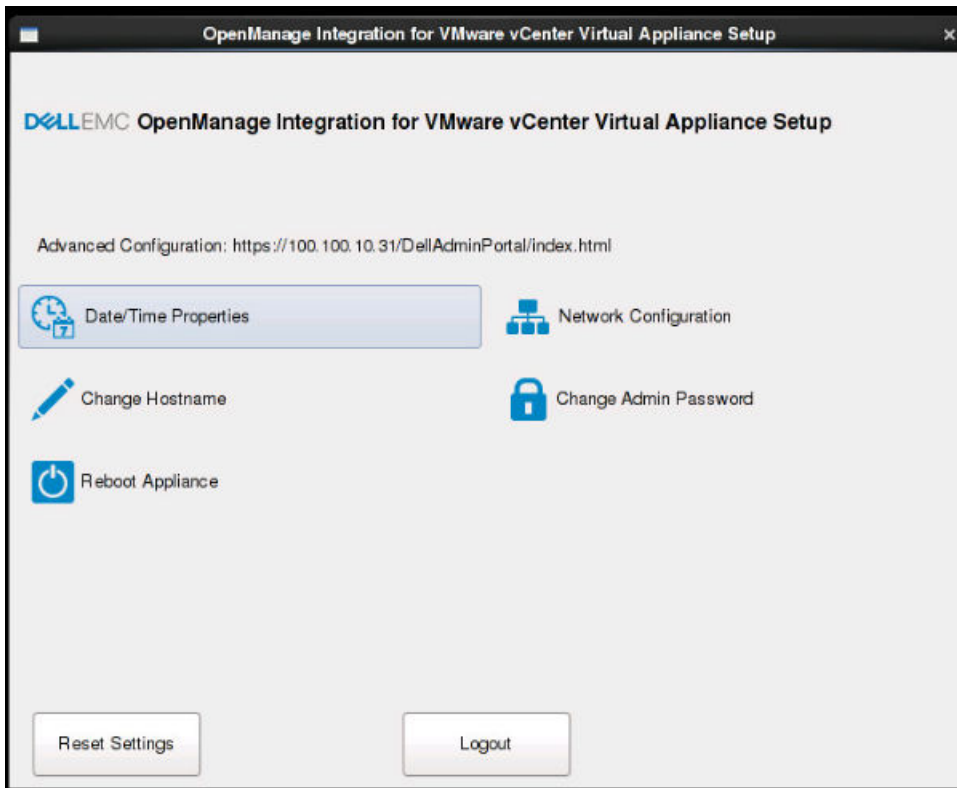 OpenManage Integration for VMware vCenter Virtual Appliance Setup
DELLEMC OpenManage Integration for VMware vCenter Virtual Appliance Setup
Advanced Configuration: https://100.100.10.31/DellAdminPortal/index.html
Date/Time Properties
7
Network Configuration
Change Hostname
Change Admin Password
Reboot Appliance
Reset Settings
Logout